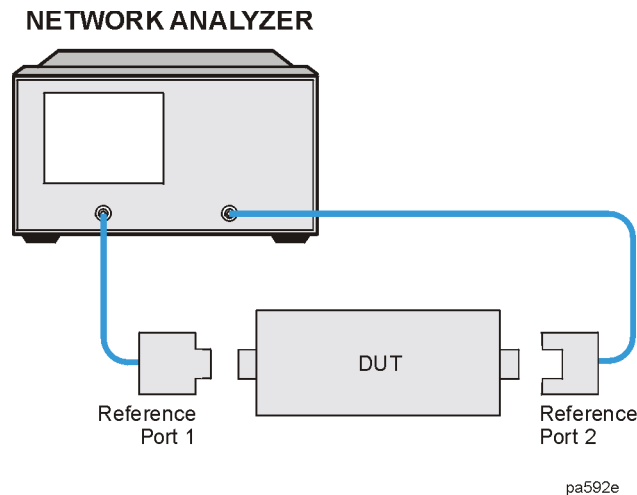 NETWORK ANALYZER
DUT
Reference
Port 1
Reference
Port 2
pa592e